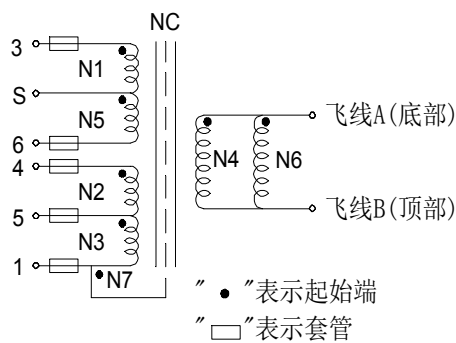 NC
3
N1
S
N5
6
4
N2
5
N3
1
N7
N4
N6
飞线A(底部)
飞线B(顶部)
" ● "表示起始端
" ▭ "表示套管